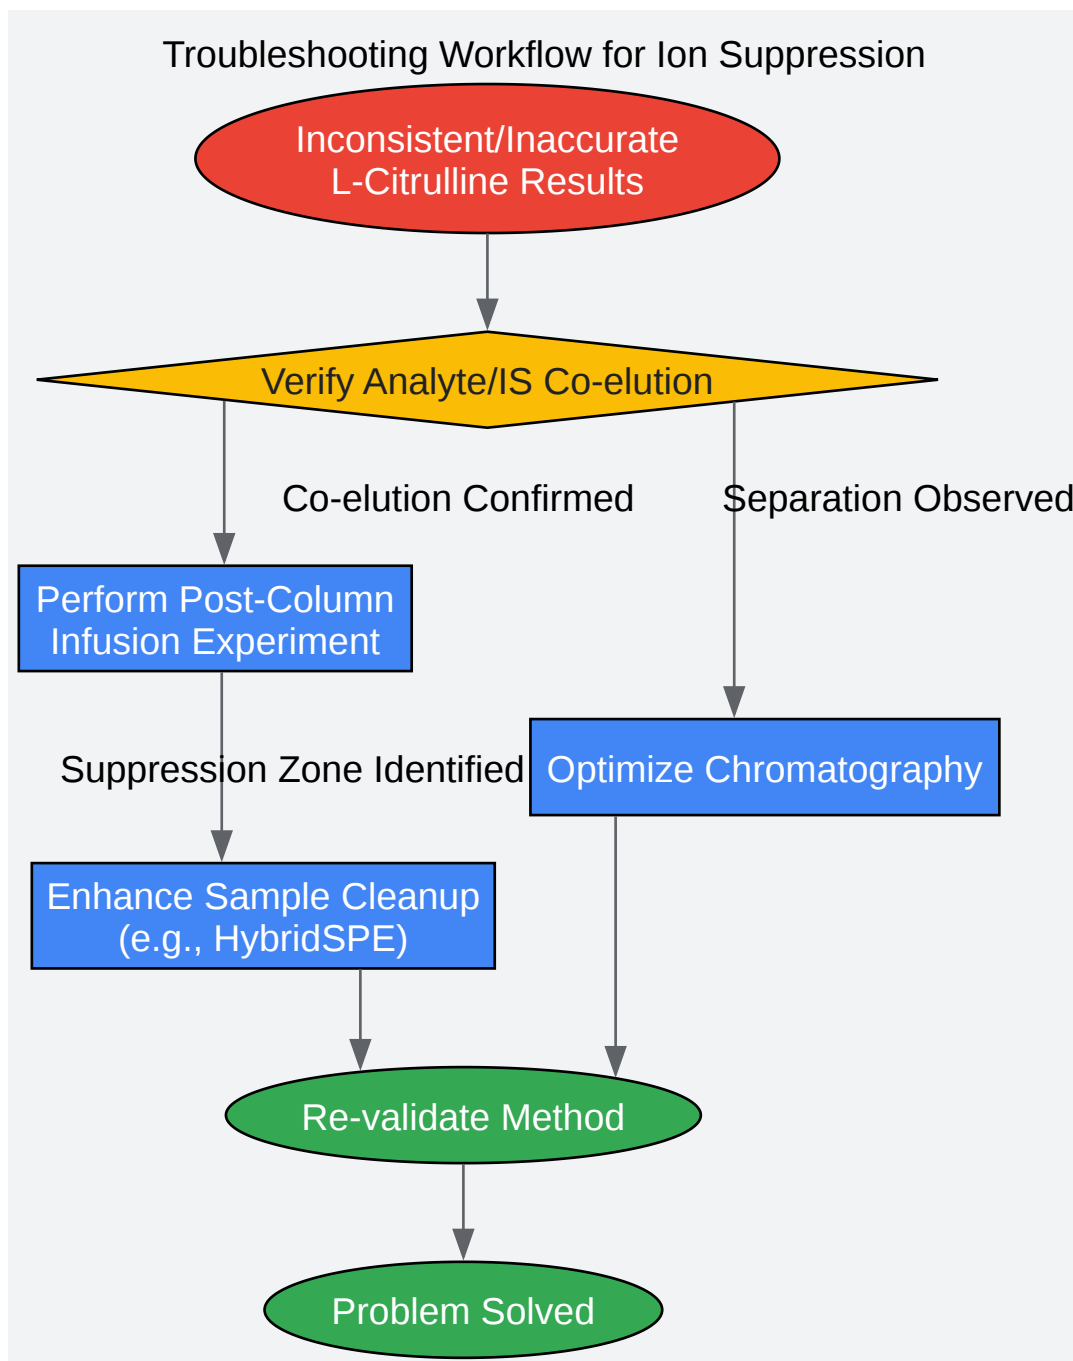 Troubleshooting Workflow for Ion Suppression
Inconsistent/Inaccurate
L-Citrulline Results
Verify Analyte/IS Co-elution
Co-elution Confirmed
Separation Observed
Perform Post-Column
Infusion Experiment
Suppression Zone Identified
Optimize Chromatography
Enhance Sample Cleanup
(e.g., HybridSPE)
Re-validate Method
Problem Solved